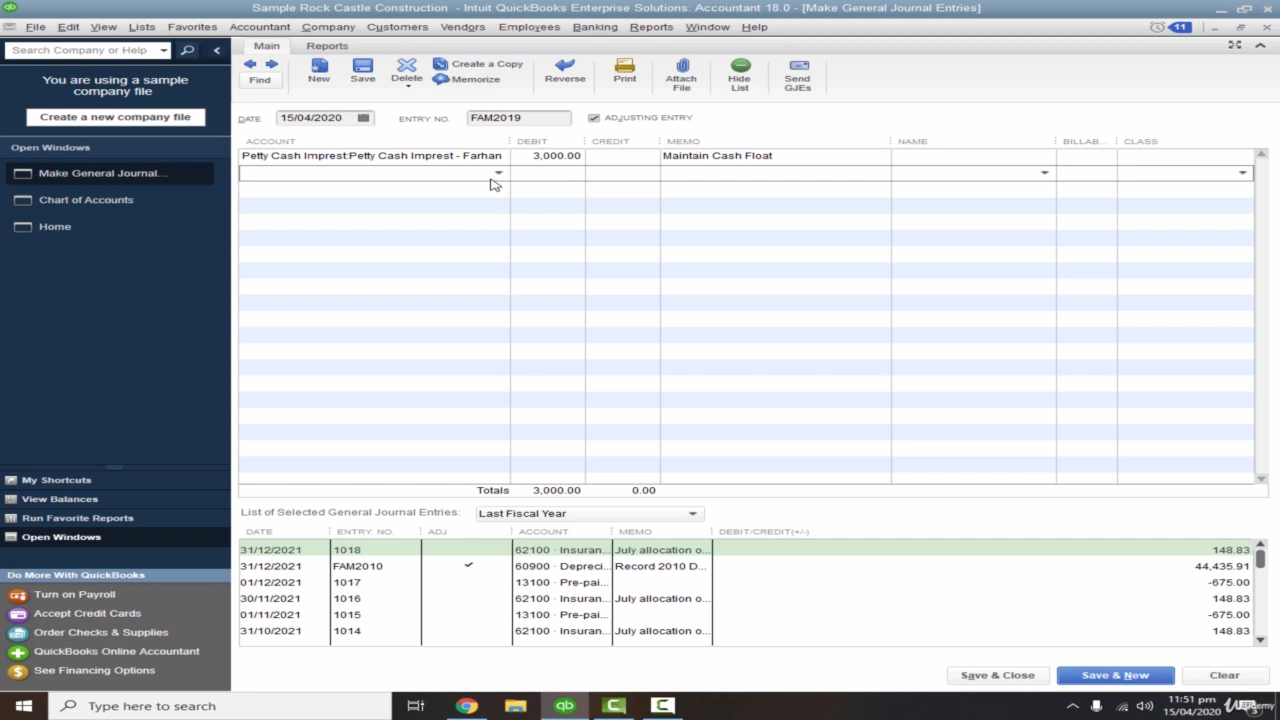 Sample Rock Castle Construction - Intuit QuickBooks Enterprise Solutions: Accountant 18.0 - [Make General Journal Entries]
File Edit View Lists Favorites Accountant Company Customers Vendors Employees Banking Reports Window Help 11
Search Company or Help
Main Reports
You are using a sample company file
Create a new company file
Find New Save Delete Create a Copy Memorize Reverse Print Attach File Hide List Send GJEs
DATE 15/04/2020 ENTRY NO. FAM2019 ADJUSTING ENTRY
Open Windows
Make General Journal...
Chart of Accounts
Home
ACCOUNT DEBIT CREDIT MEMO NAME BILLAB... CLASS
Petty Cash Imprest:Petty Cash Imprest - Farhan 3,000.00 Maintain Cash Float
Totals 3,000.00 0.00
My Shortcuts
View Balances
Run Favorite Reports
Open Windows
List of Selected General Journal Entries: Last Fiscal Year
DATE ENTRY NO. ADJ ACCOUNT MEMO DEBIT/CREDIT(+/-)
31/12/2021 1018 62100 · Insuran... July allocation o... 148.83
31/12/2021 FAM2010 60900 · Depreci... Record 2010 D... 44,435.91
01/12/2021 1017 13100 · Pre-pai... -675.00
30/11/2021 1016 62100 · Insuran... July allocation o... 148.83
01/11/2021 1015 13100 · Pre-pai... -675.00
31/10/2021 1014 62100 · Insuran... July allocation o... 148.83
Do More With QuickBooks
Turn on Payroll
Accept Credit Cards
Order Checks & Supplies
QuickBooks Online Accountant
See Financing Options
Save & Close Save & New Clear
Type here to search
11:51 pm
15/04/2020